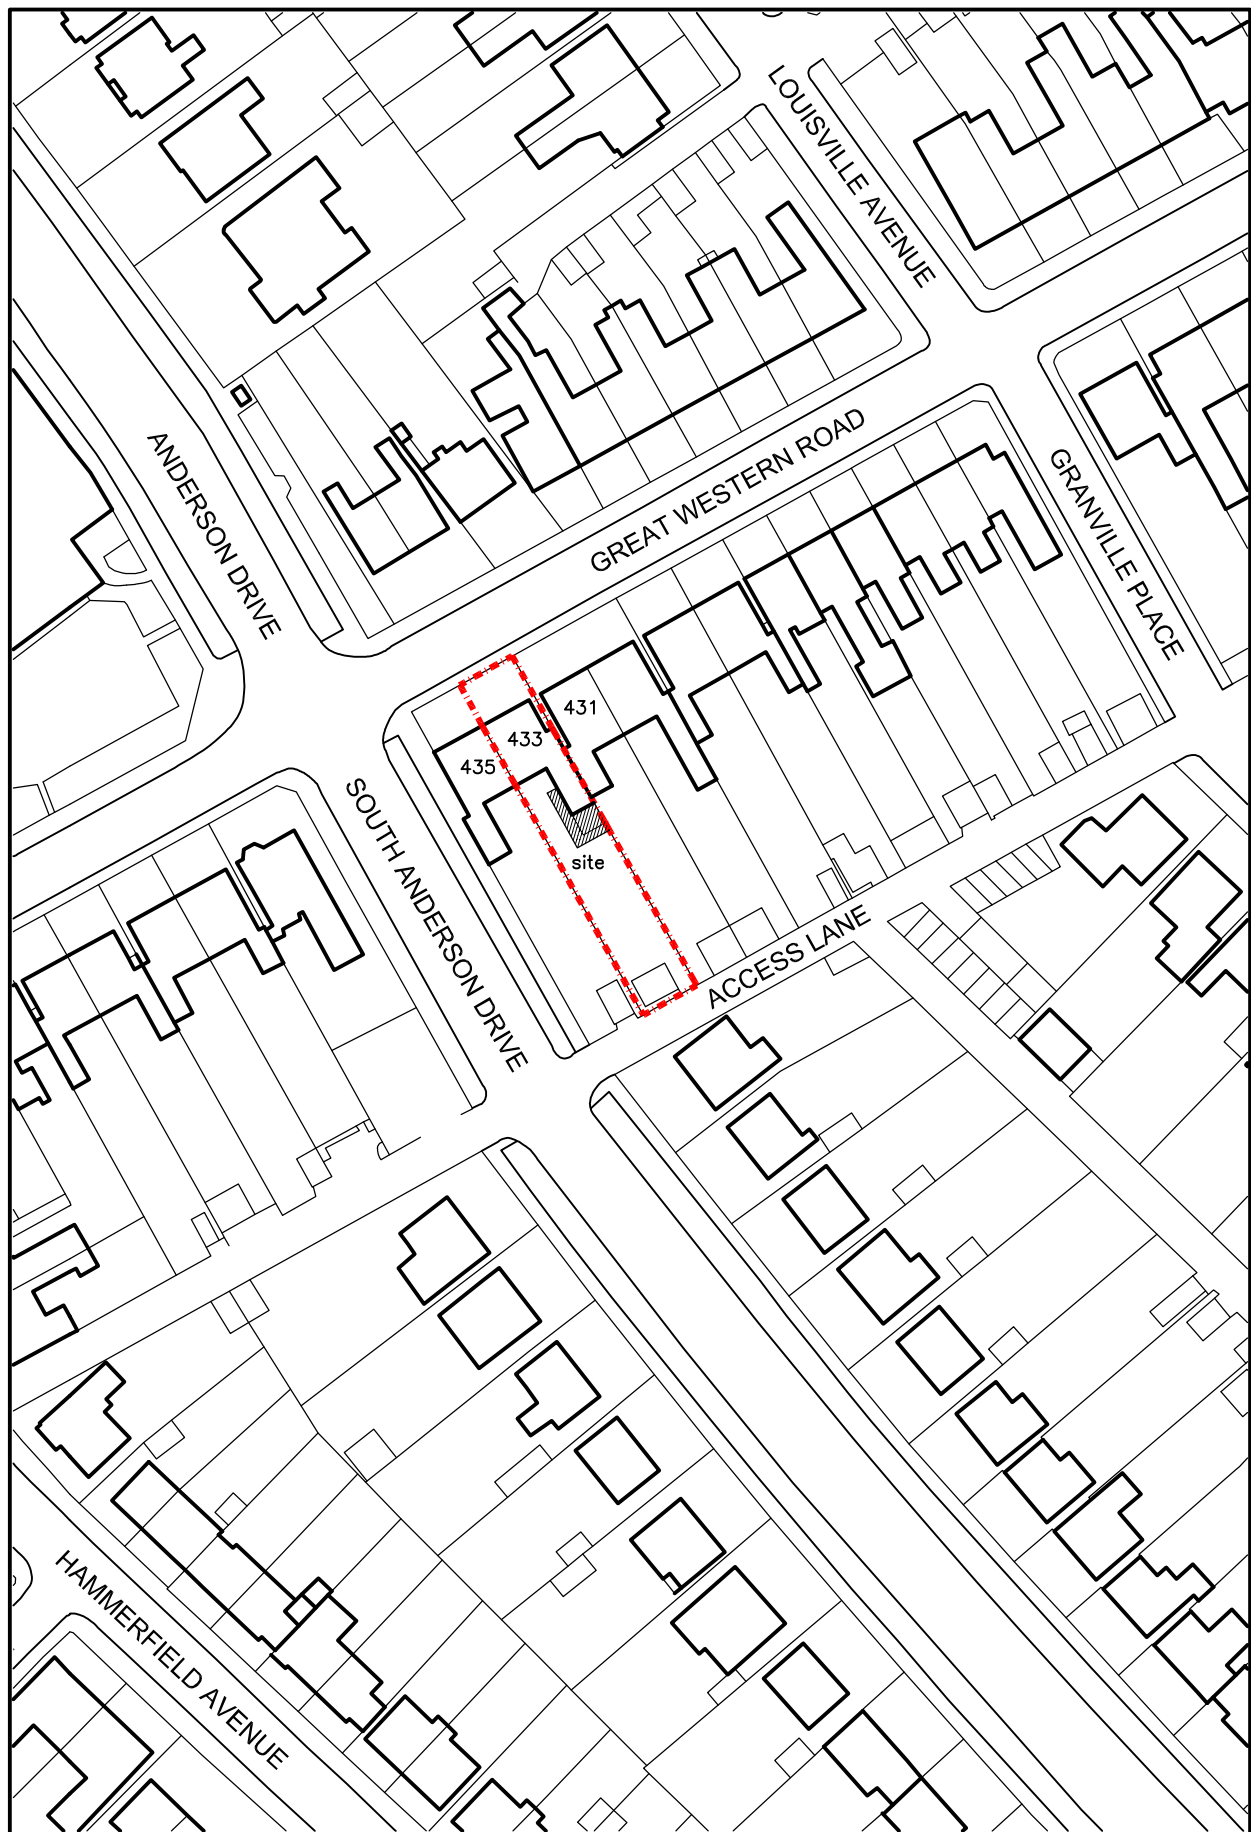 LOUISVILLE AVENUE
ANDERSON DRIVE
GREAT WESTERN ROAD
GRANVILLE PLACE
431
433
435
SOUTH ANDERSON DRIVE
site
ACCESS LANE
HAMMERFIELD AVENUE